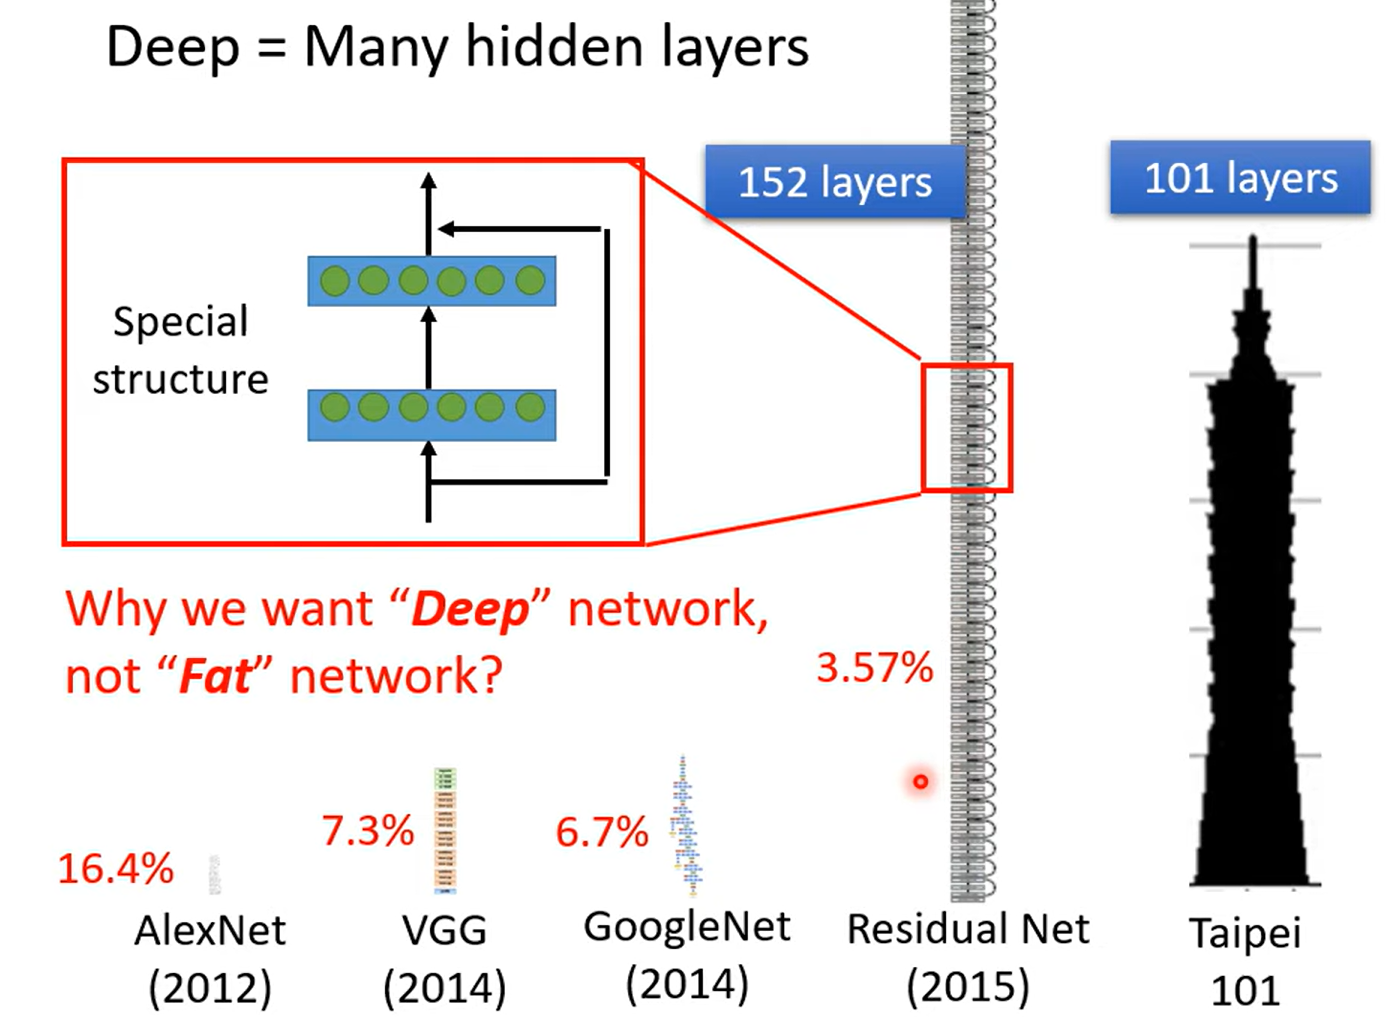 Deep = Many hidden layers
152 layers
101 layers
Special
structure
Why we want “Deep” network,
not “Fat” network?
3.57%
16.4%
7.3%
6.7%
AlexNet
(2012)
VGG
(2014)
GoogleNet
(2014)
Residual Net
(2015)
Taipei
101